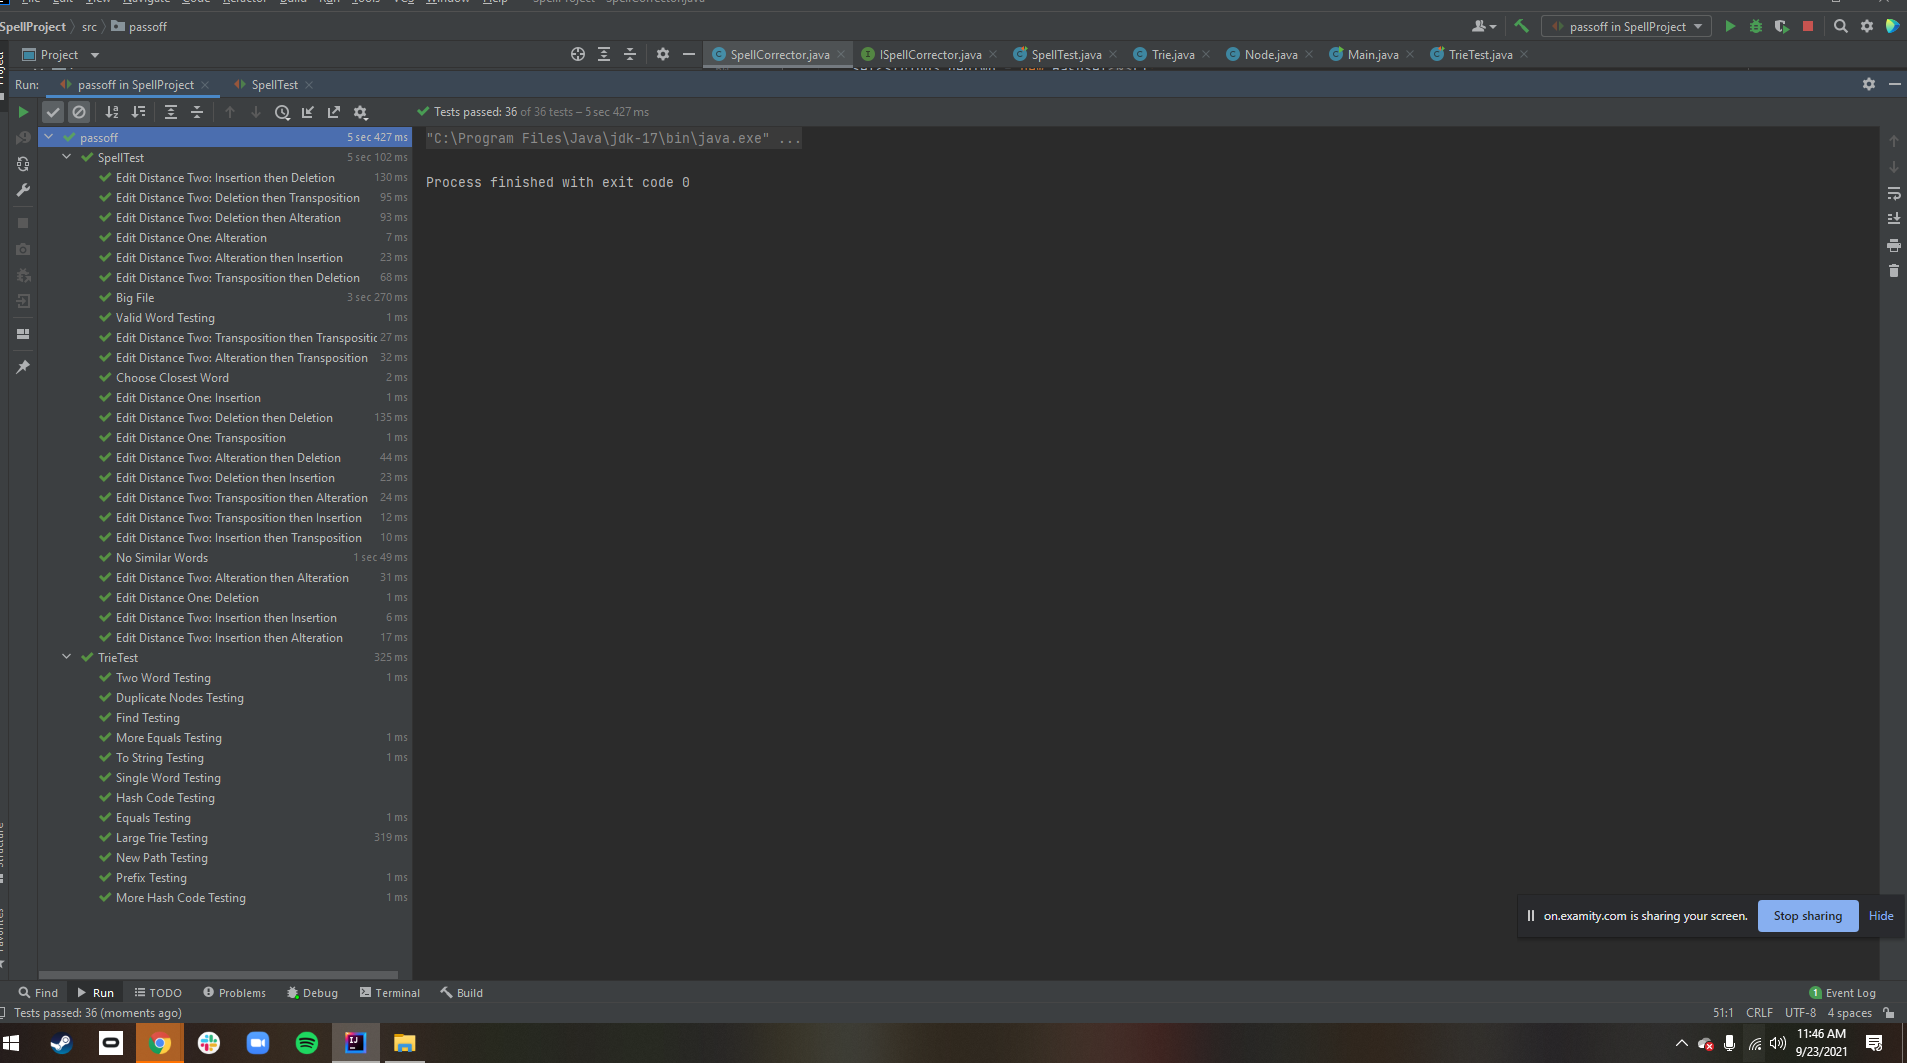 SpellProject src passoff
passoff in SpellProject
Project
SpellCorrector.java ISpellCorrector.java SpellTest.java Trie.java Node.java Main.java TrieTest.java
Run: passoff in SpellProject SpellTest
Tests passed: 36 of 36 tests – 5 sec 427 ms
passoff 5 sec 427 ms
"C:\Program Files\Java\jdk-17\bin\java.exe" ...
SpellTest 5 sec 102 ms
Edit Distance Two: Insertion then Deletion 130 ms
Process finished with exit code 0
Edit Distance Two: Deletion then Transposition 95 ms
Edit Distance Two: Deletion then Alteration 93 ms
Edit Distance One: Alteration 7 ms
Edit Distance Two: Alteration then Insertion 23 ms
Edit Distance Two: Transposition then Deletion 68 ms
Big File 3 sec 270 ms
Valid Word Testing 1 ms
Edit Distance Two: Transposition then Transpositic 27 ms
Edit Distance Two: Alteration then Transposition 32 ms
Choose Closest Word 2 ms
Edit Distance One: Insertion 1 ms
Edit Distance Two: Deletion then Deletion 135 ms
Edit Distance One: Transposition 1 ms
Edit Distance Two: Alteration then Deletion 44 ms
Edit Distance Two: Deletion then Insertion 23 ms
Edit Distance Two: Transposition then Alteration 24 ms
Edit Distance Two: Transposition then Insertion 12 ms
Edit Distance Two: Insertion then Transposition 10 ms
No Similar Words 1 sec 49 ms
Edit Distance Two: Alteration then Alteration 31 ms
Edit Distance One: Deletion 1 ms
Edit Distance Two: Insertion then Insertion 6 ms
Edit Distance Two: Insertion then Alteration 17 ms
TrieTest 325 ms
Two Word Testing 1 ms
Duplicate Nodes Testing
Find Testing
More Equals Testing 1 ms
To String Testing 1 ms
Single Word Testing
Hash Code Testing
Equals Testing 1 ms
Large Trie Testing 319 ms
New Path Testing
Prefix Testing 1 ms
More Hash Code Testing 1 ms
on.examity.com is sharing your screen. Stop sharing Hide
Find Run TODO Problems Debug Terminal Build 1 Event Log
Tests passed: 36 (moments ago) 51:1 CRLF UTF-8 4 spaces
11:46 AM
9/23/2021